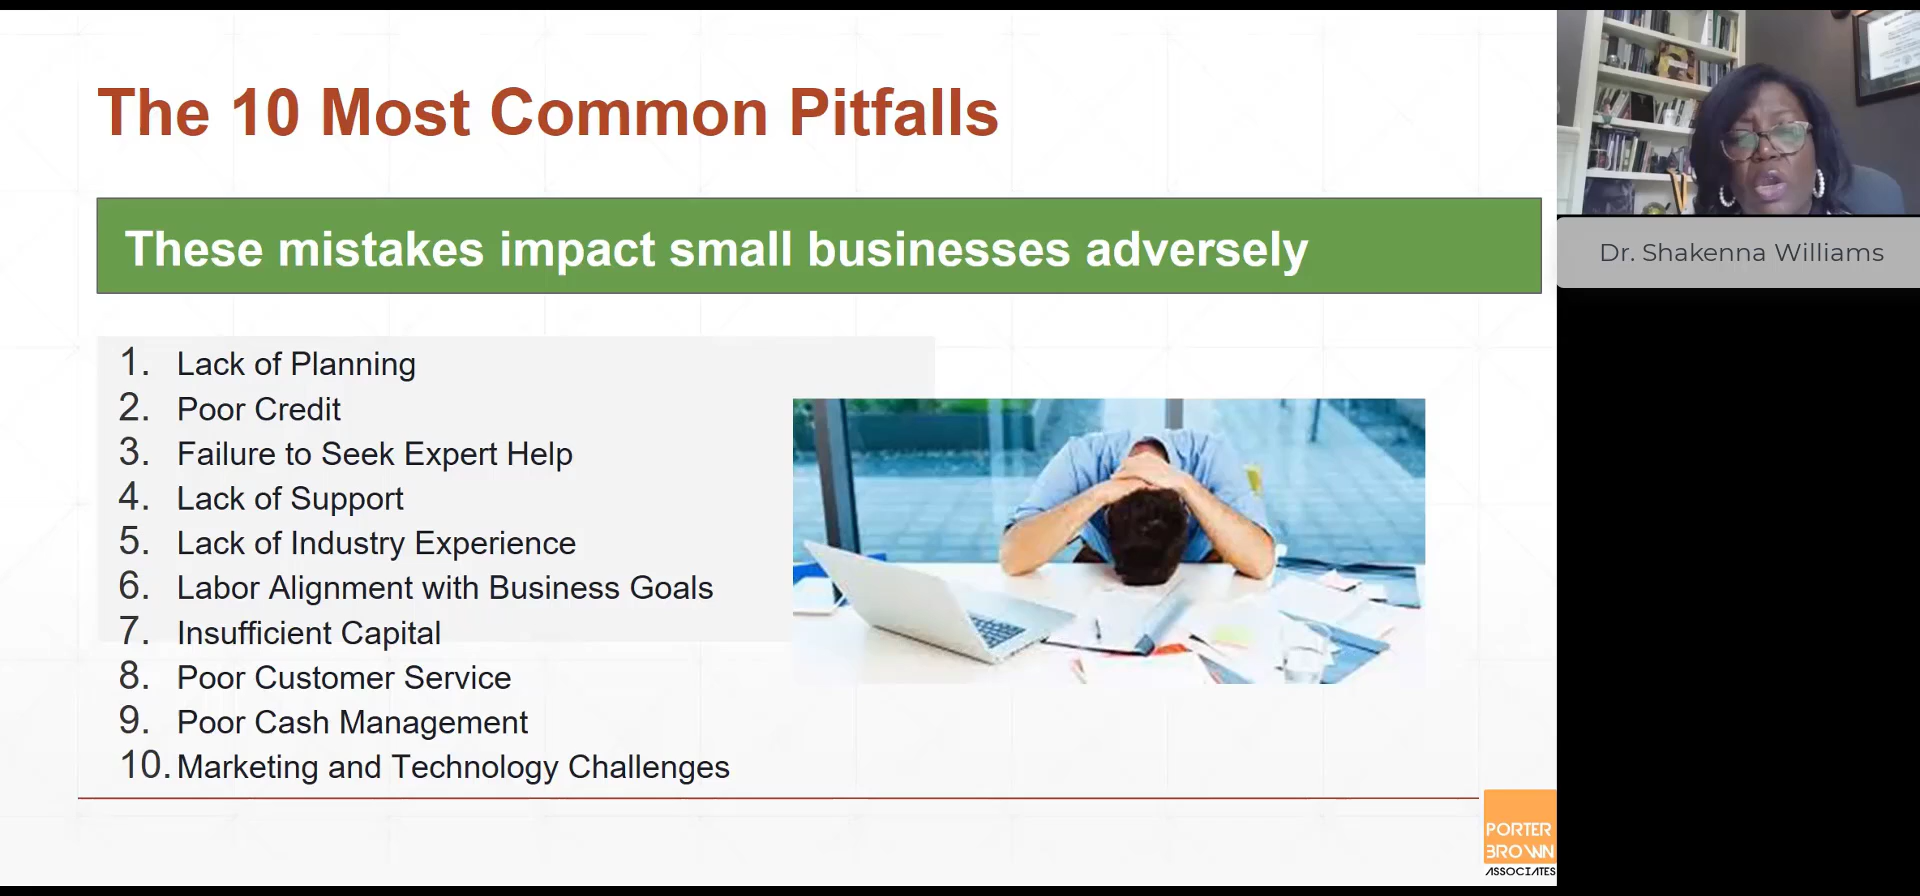 The 10 Most Common Pitfalls
These mistakes impact small businesses adversely
1. Lack of Planning
2. Poor Credit
3. Failure to Seek Expert Help
4. Lack of Support
5. Lack of Industry Experience
6. Labor Alignment with Business Goals
7. Insufficient Capital
8. Poor Customer Service
9. Poor Cash Management
10. Marketing and Technology Challenges
Dr. Shakenna Williams
PORTER
BROWN
ASSOCIATES